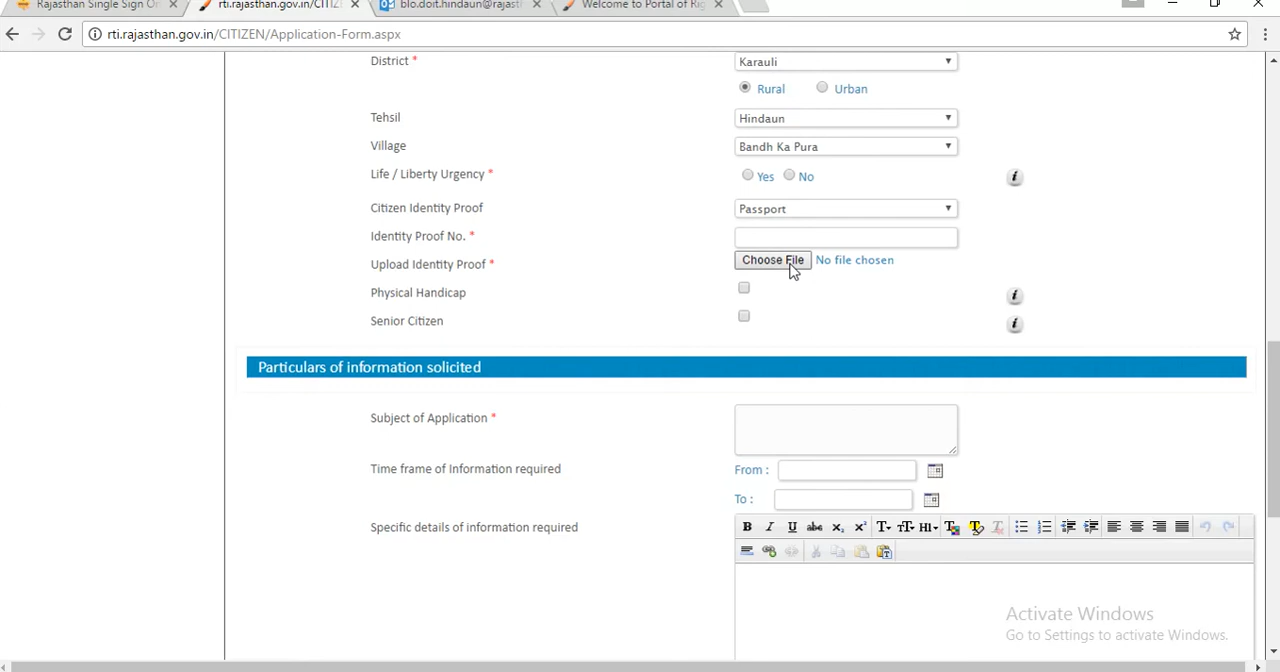 Rajasthan Single Sign On
rti.rajasthan.gov.in/CITIZ
blo.doit.hindaun@rajasth
Welcome to Portal of Rig
rti.rajasthan.gov.in/CITIZEN/Application-Form.aspx
District * Karauli
Rural Urban
Tehsil Hindaun
Village Bandh Ka Pura
Life / Liberty Urgency * Yes No
Citizen Identity Proof Passport
Identity Proof No. *
Upload Identity Proof * Choose File No file chosen
Physical Handicap
Senior Citizen
Particulars of information solicited
Subject of Application *
Time frame of Information required From :
To :
Specific details of information required
Activate Windows
Go to Settings to activate Windows.